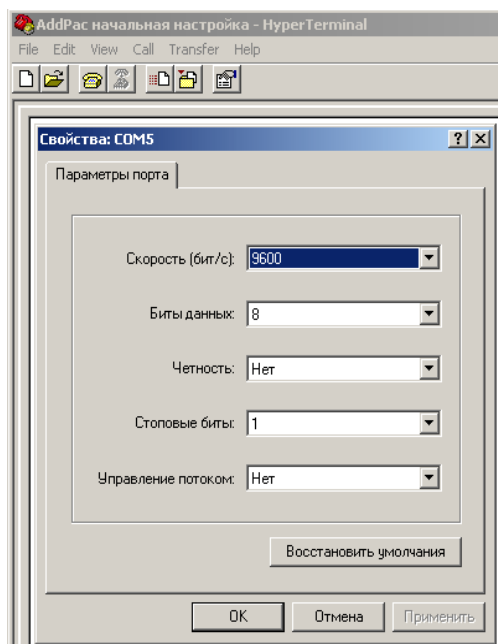 AddPac начальная настройка - HyperTerminal
File Edit View Call Transfer Help
Свойства: COM5
Параметры порта
Скорость (бит/с): 9600
Биты данных: 8
Четность: Нет
Стоповые биты: 1
Управление потоком: Нет
Восстановить умолчания
OK Отмена Применить